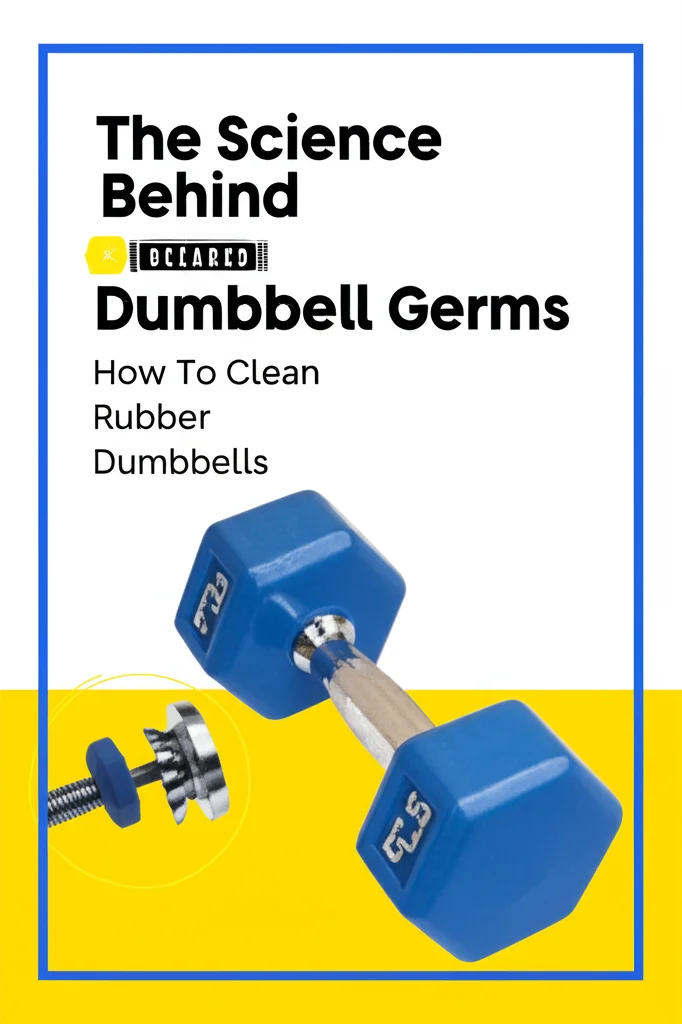 The Science
Behind
Dumbbell Germs
How To Clean
Rubber
Dumbbells